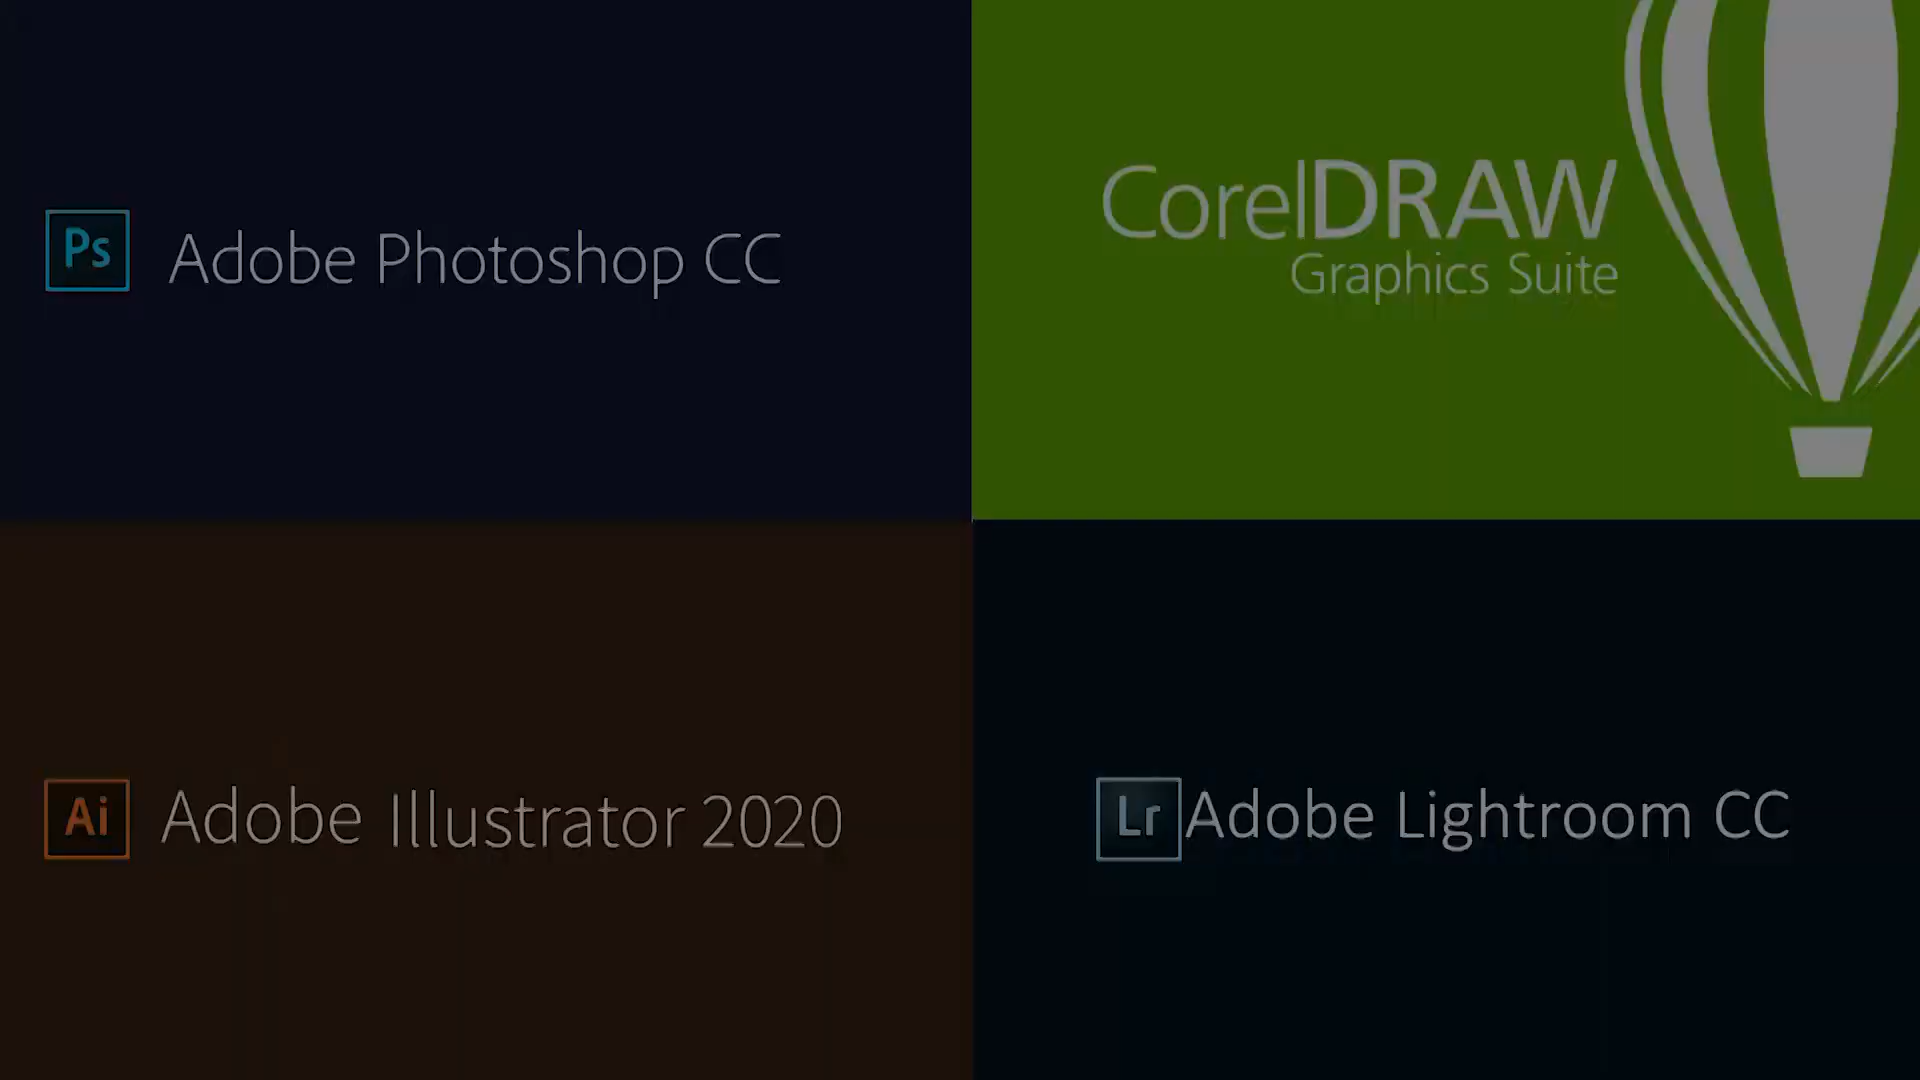 Ps
Adobe Photoshop CC
CorelDRAW
Graphics Suite
Ai
Adobe Illustrator 2020
Lr
Adobe Lightroom CC